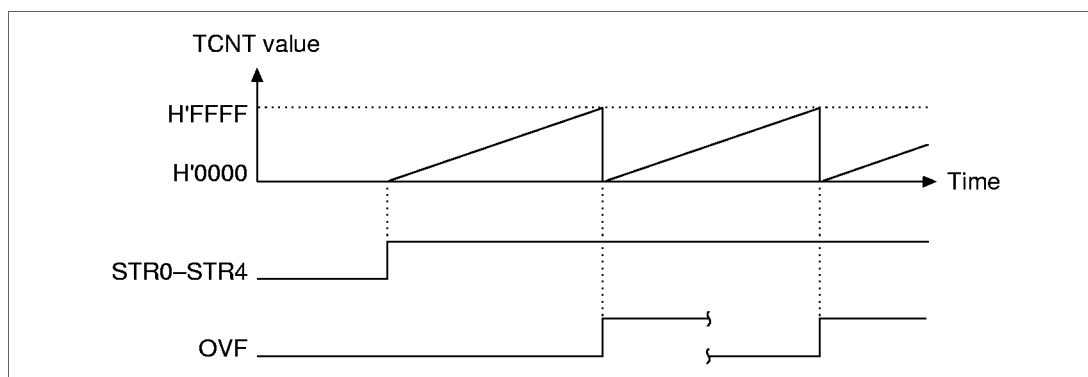 TCNT value
H'FFFF
H'0000
Time
STR0–STR4
OVF